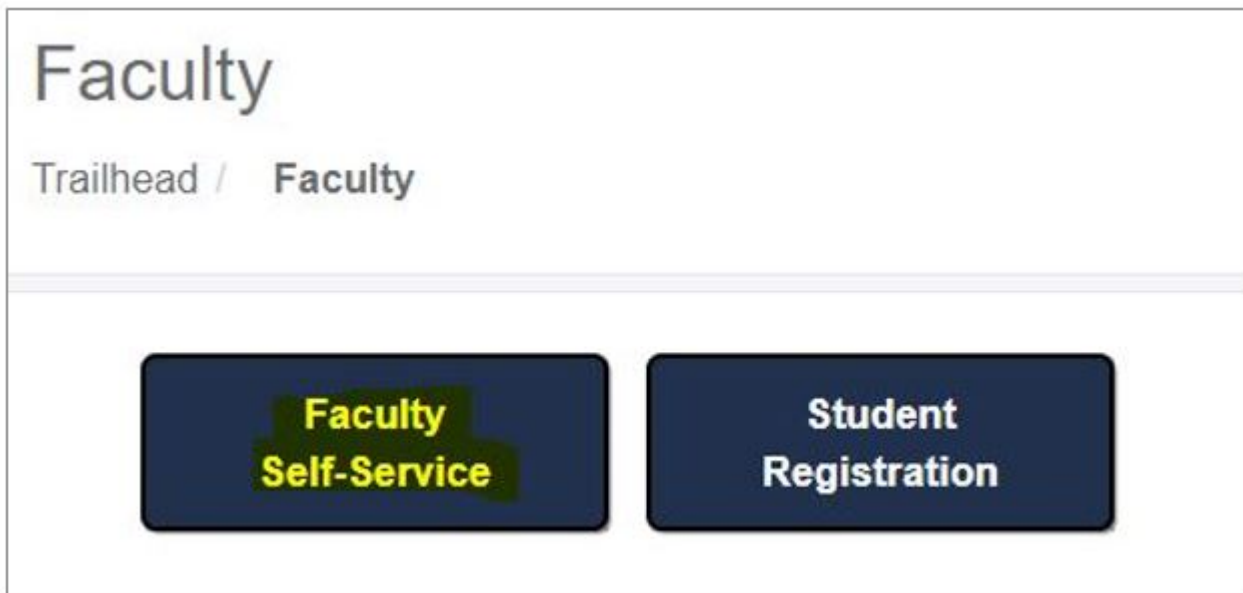 Faculty
Trailhead / Faculty
Faculty
Self-Service
Student
Registration